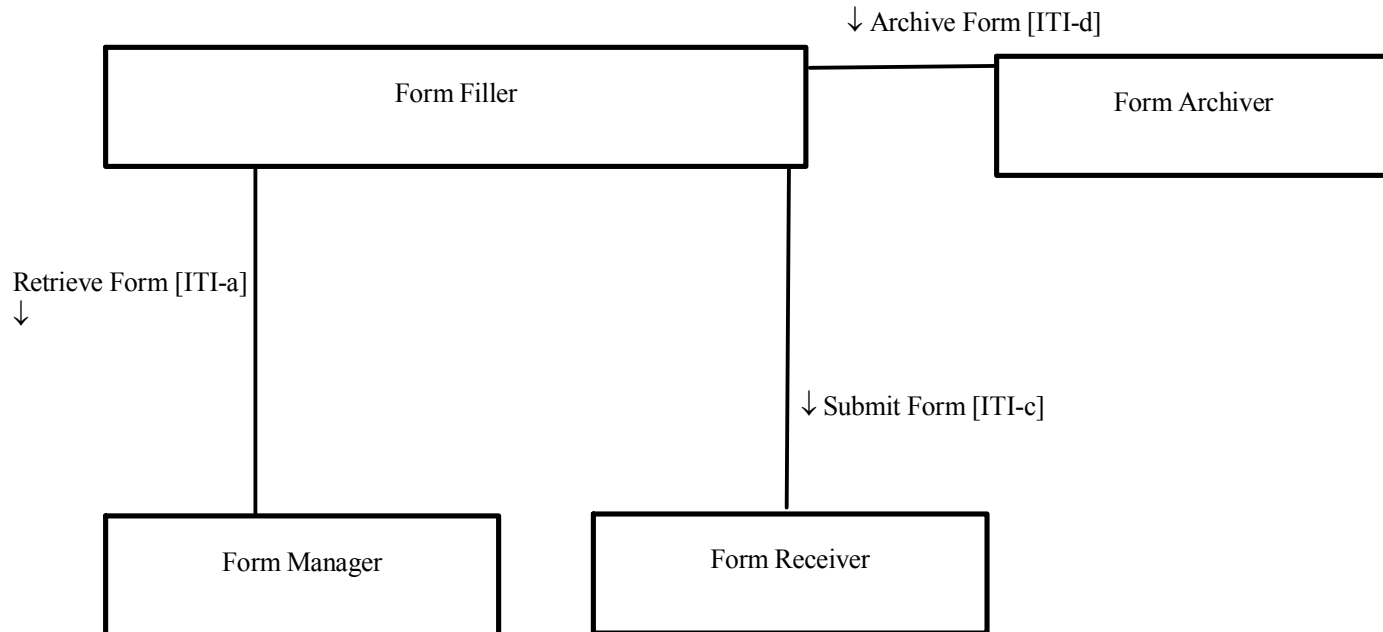 ↓ Archive Form [ITI-d]
Form Filler
Form Archiver
Retrieve Form [ITI-a]
↓
↓ Submit Form [ITI-c]
Form Manager
Form Receiver